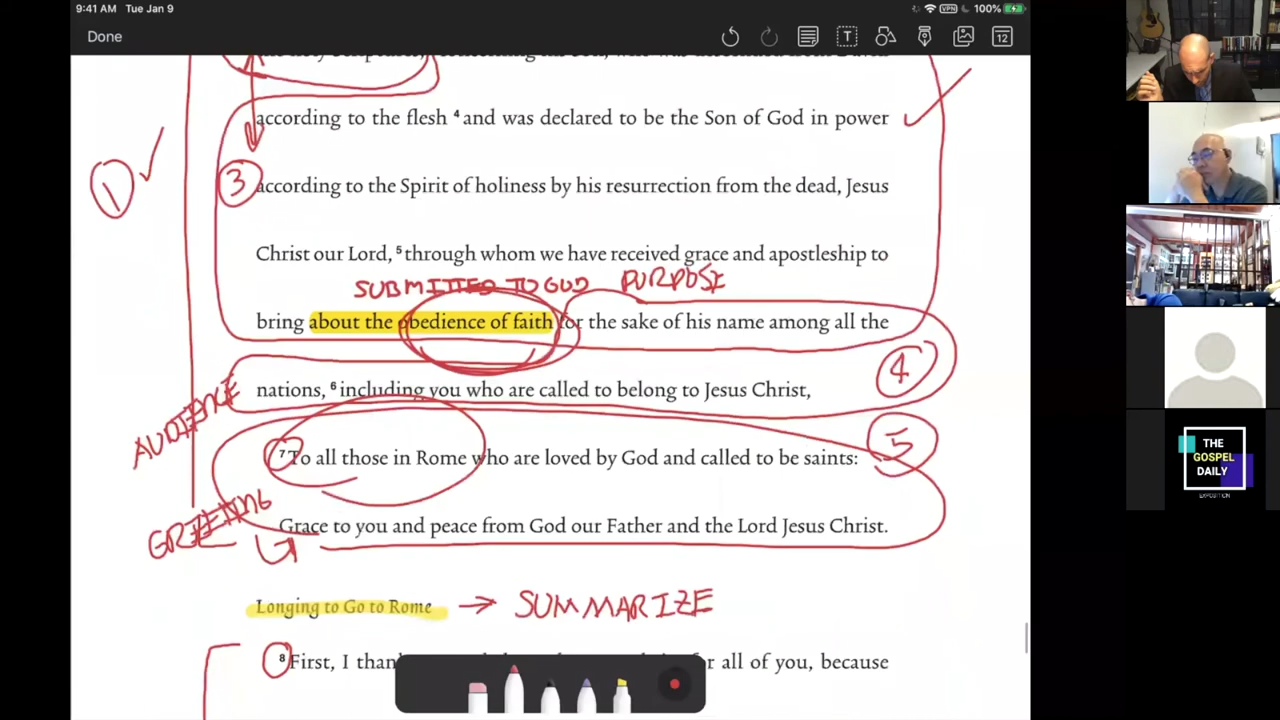 9:41 AM Tue Jan 9
VPN 100%
Done
T
12
according to the flesh ⁴ and was declared to be the Son of God in power
①
③
according to the Spirit of holiness by his resurrection from the dead, Jesus
Christ our Lord, ⁵ through whom we have received grace and apostleship to
SUBMITTED TO GOD PURPOSE
bring about the obedience of faith for the sake of his name among all the
④
nations, ⁶ including you who are called to belong to Jesus Christ,
AUDIENCE
⑤
⁷ To all those in Rome who are loved by God and called to be saints:
GREETING
Grace to you and peace from God our Father and the Lord Jesus Christ.
Longing to Go to Rome → SUMMARIZE
⁸ First, I for all of you, because
THE
GOSPEL
DAILY
EXPOSITION